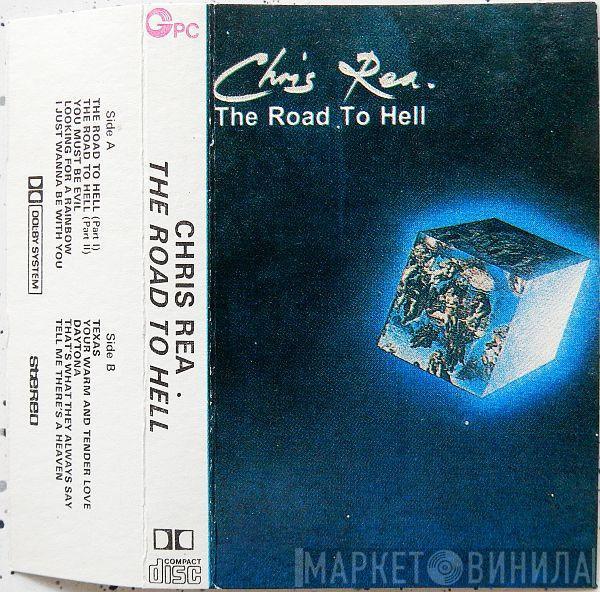 GPC
Side A
THE ROAD TO HELL (Part I)
THE ROAD TO HELL (Part II)
YOU MUST BE EVIL
LOOKING FOR A RAINBOW
I JUST WANNA BE WITH YOU
DOLBY SYSTEM
Side B
TEXAS
YOUR WARM AND TENDER LOVE
DAYTONA
THAT'S WHAT THEY ALWAYS SAY
TELL ME THERE'S A HEAVEN
stereo
CHRIS REA.
THE ROAD TO HELL
COMPACT
disc
Chris Rea.
The Road To Hell
МАРКЕТ ВИНИЛА